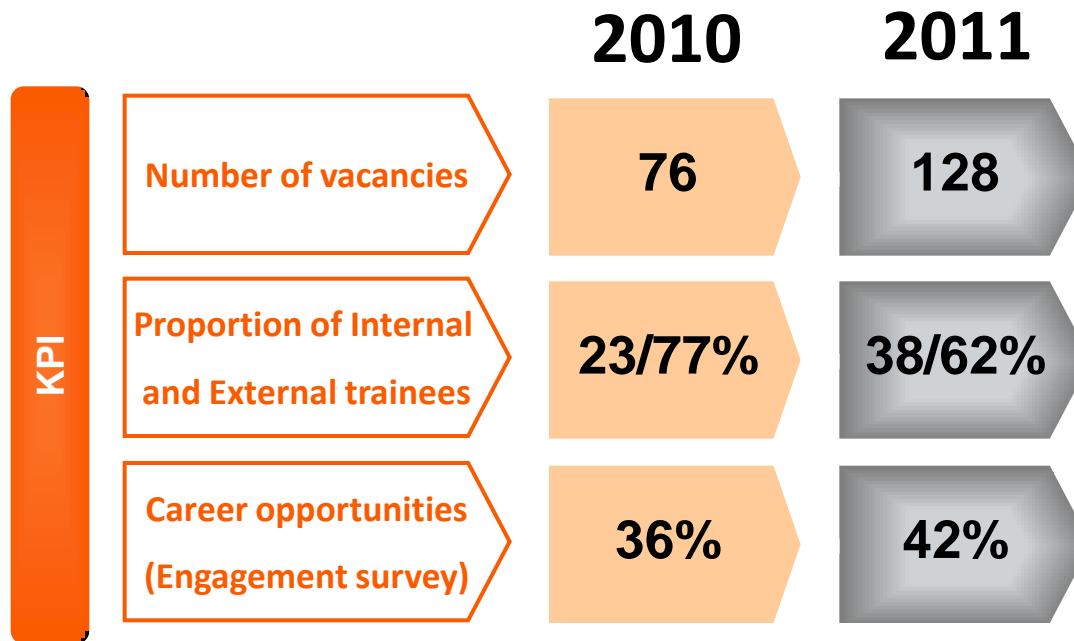 2010
2011
KPI
Number of vacancies
76
128
Proportion of Internal
and External trainees
23/77%
38/62%
Career opportunities
(Engagement survey)
36%
42%